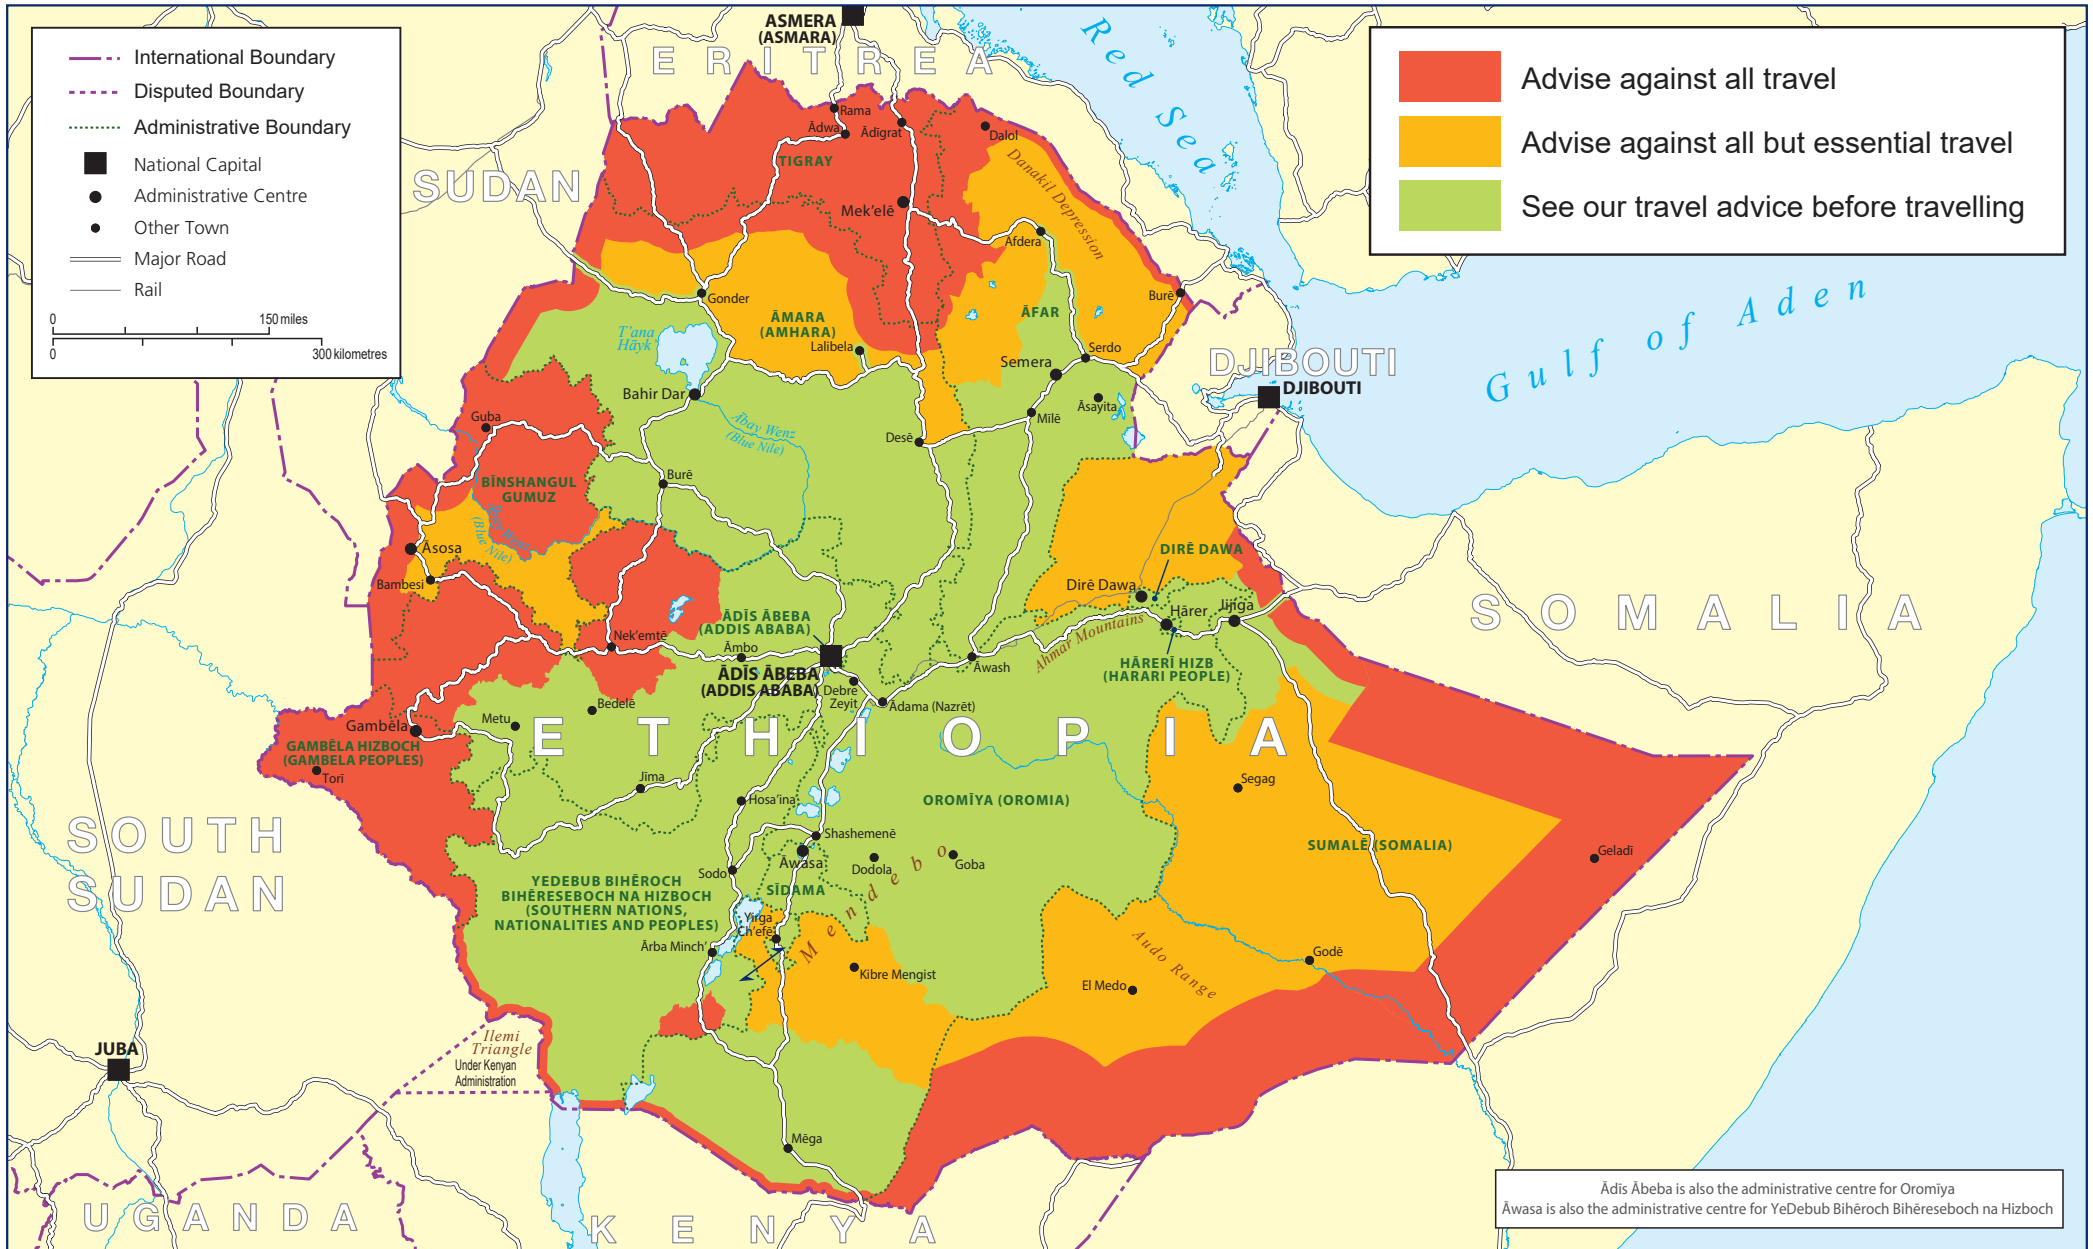 International Boundary
Disputed Boundary
Administrative Boundary
National Capital
Administrative Centre
Other Town
Major Road
Rail
0
150 miles
0
300 kilometres
Advise against all travel
Advise against all but essential travel
See our travel advice before travelling
ASMERA
(ASMARA)
ERITREA
Red Sea
SUDAN
Rama
Ādwa
Ādīgrat
Dalol
TIGRAY
Danakil Depression
Mek'elē
Afdera
Burē
Gonder
ĀMARA
(AMHARA)
ĀFAR
T'ana
Hāyk'
Lalibela
Serdo
Semera
DJIBOUTI
DJIBOUTI
Gulf of Aden
Bahir Dar
Āsayita
Mīlē
Guba
Ābay Wenz
(Blue Nile)
Desē
BĪNSHANGUL
GUMUZ
Burē
(Blue Nile)
Āsosa
Bambesi
DIRĒ DAWA
Dirē Dawa
Hārer
Jijiga
ĀDĪS ĀBEBA
(ADDIS ABABA)
Nek'emtē
Āmbo
Ahmar Mountains
SOMALIA
Āwash
HĀRERĪ HIZB
(HARARI PEOPLE)
ĀDĪS ĀBEBA
(ADDIS ABABA)
Debre
Zeyit
Ādama (Nazrēt)
Bedelē
Metu
Gambēla
ETHIOPIA
GAMBĒLA HIZBOCH
(GAMBELA PEOPLES)
Torī
Jīma
Segag
Hosa'ina
OROMĪYA (OROMIA)
SOUTH
SUDAN
Shashemenē
SUMALĒ (SOMALIA)
Āwasa
Dodola
Goba
Geladī
Sodo
YEDEBUB BIHĒROCH
BIHĒRESEBOCH NA HIZBOCH
(SOUTHERN NATIONS,
NATIONALITIES AND PEOPLES)
SĪDAMA
Mendebo
Yirga
Ch'efē
Ārba Minch'
Kibre Mengist
Audo Range
Godē
El Medo
Ilemi
Triangle
Under Kenyan
Administration
JUBA
Mēga
UGANDA
KENYA
Ādīs Ābeba is also the administrative centre for Oromīya
Āwasa is also the administrative centre for YeDebub Bihēroch Bihēreseboch na Hizboch